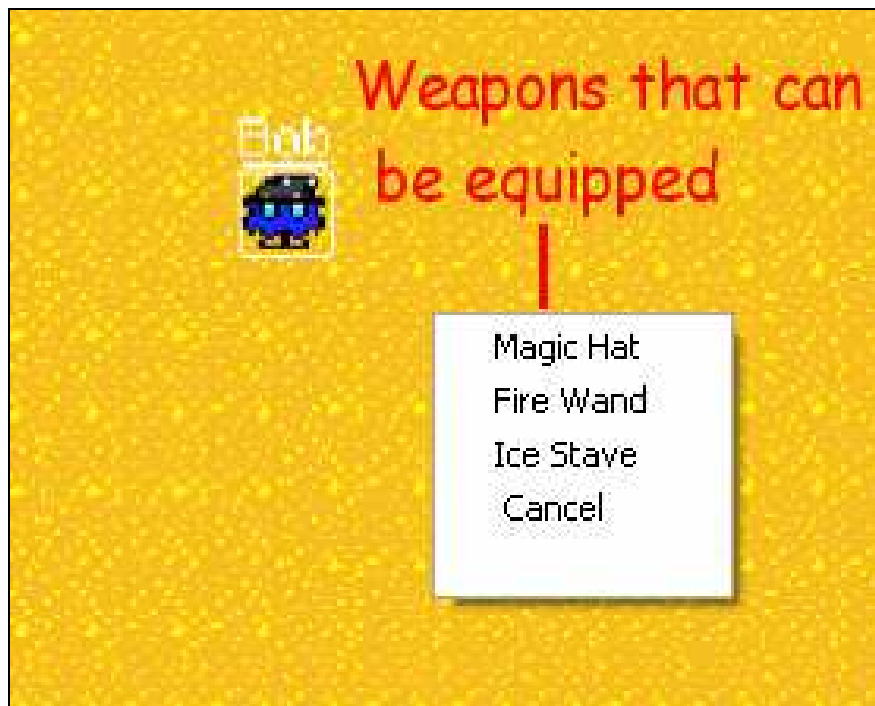 Weapons that can
be equipped
Bob
Magic Hat
Fire Wand
Ice Stave
Cancel